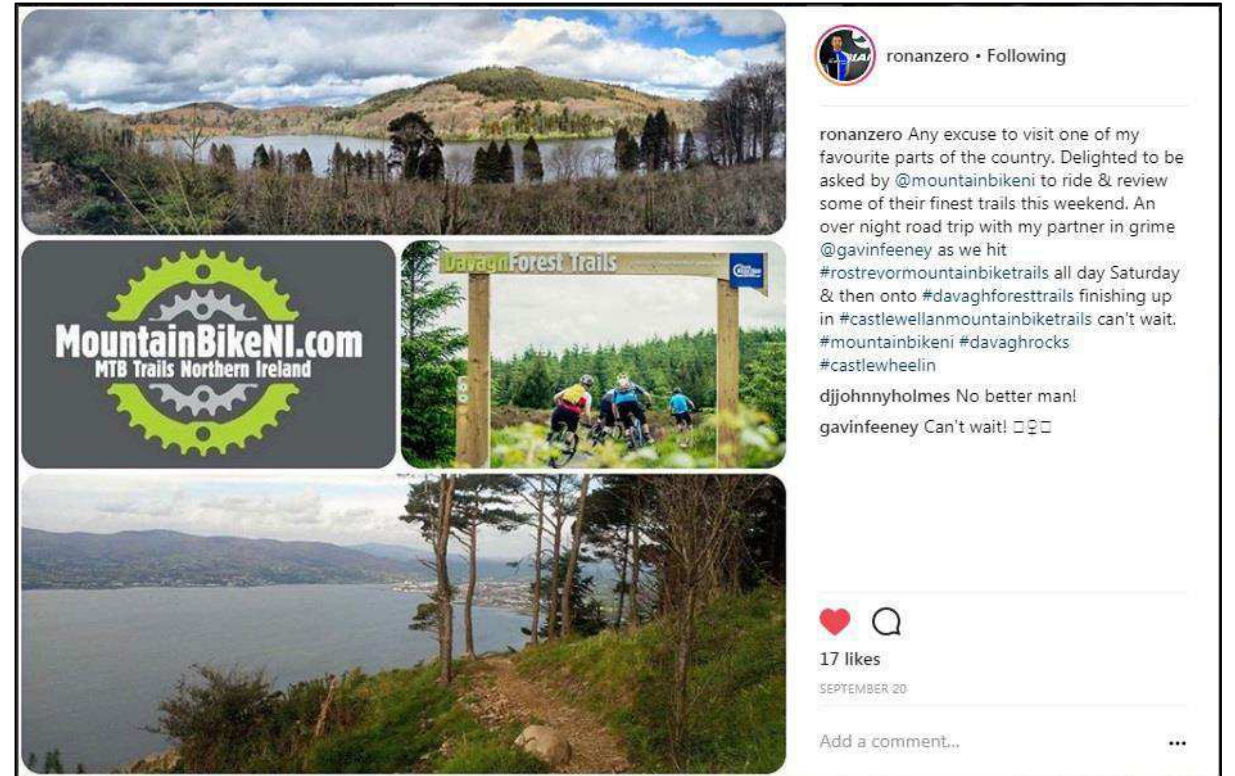 MountainBikeNI.com
MTB Trails Northern Ireland
DavaghForest Trails
ronanzero • Following
ronanzero Any excuse to visit one of my
favourite parts of the country. Delighted to be
asked by @mountainbikeni to ride & review
some of their finest trails this weekend. An
over night road trip with my partner in grime
@gavinfeeney as we hit
#rostrevormountainbiketrails all day Saturday
& then onto #davaghforesttrails finishing up
in #castlewellanmountainbiketrails can't wait.
#mountainbikeni #davaghrocks
#castlewheelin
djjohnnyholmes No better man!
gavinfeeney Can't wait! □♀□
17 likes
SEPTEMBER 20
Add a comment...